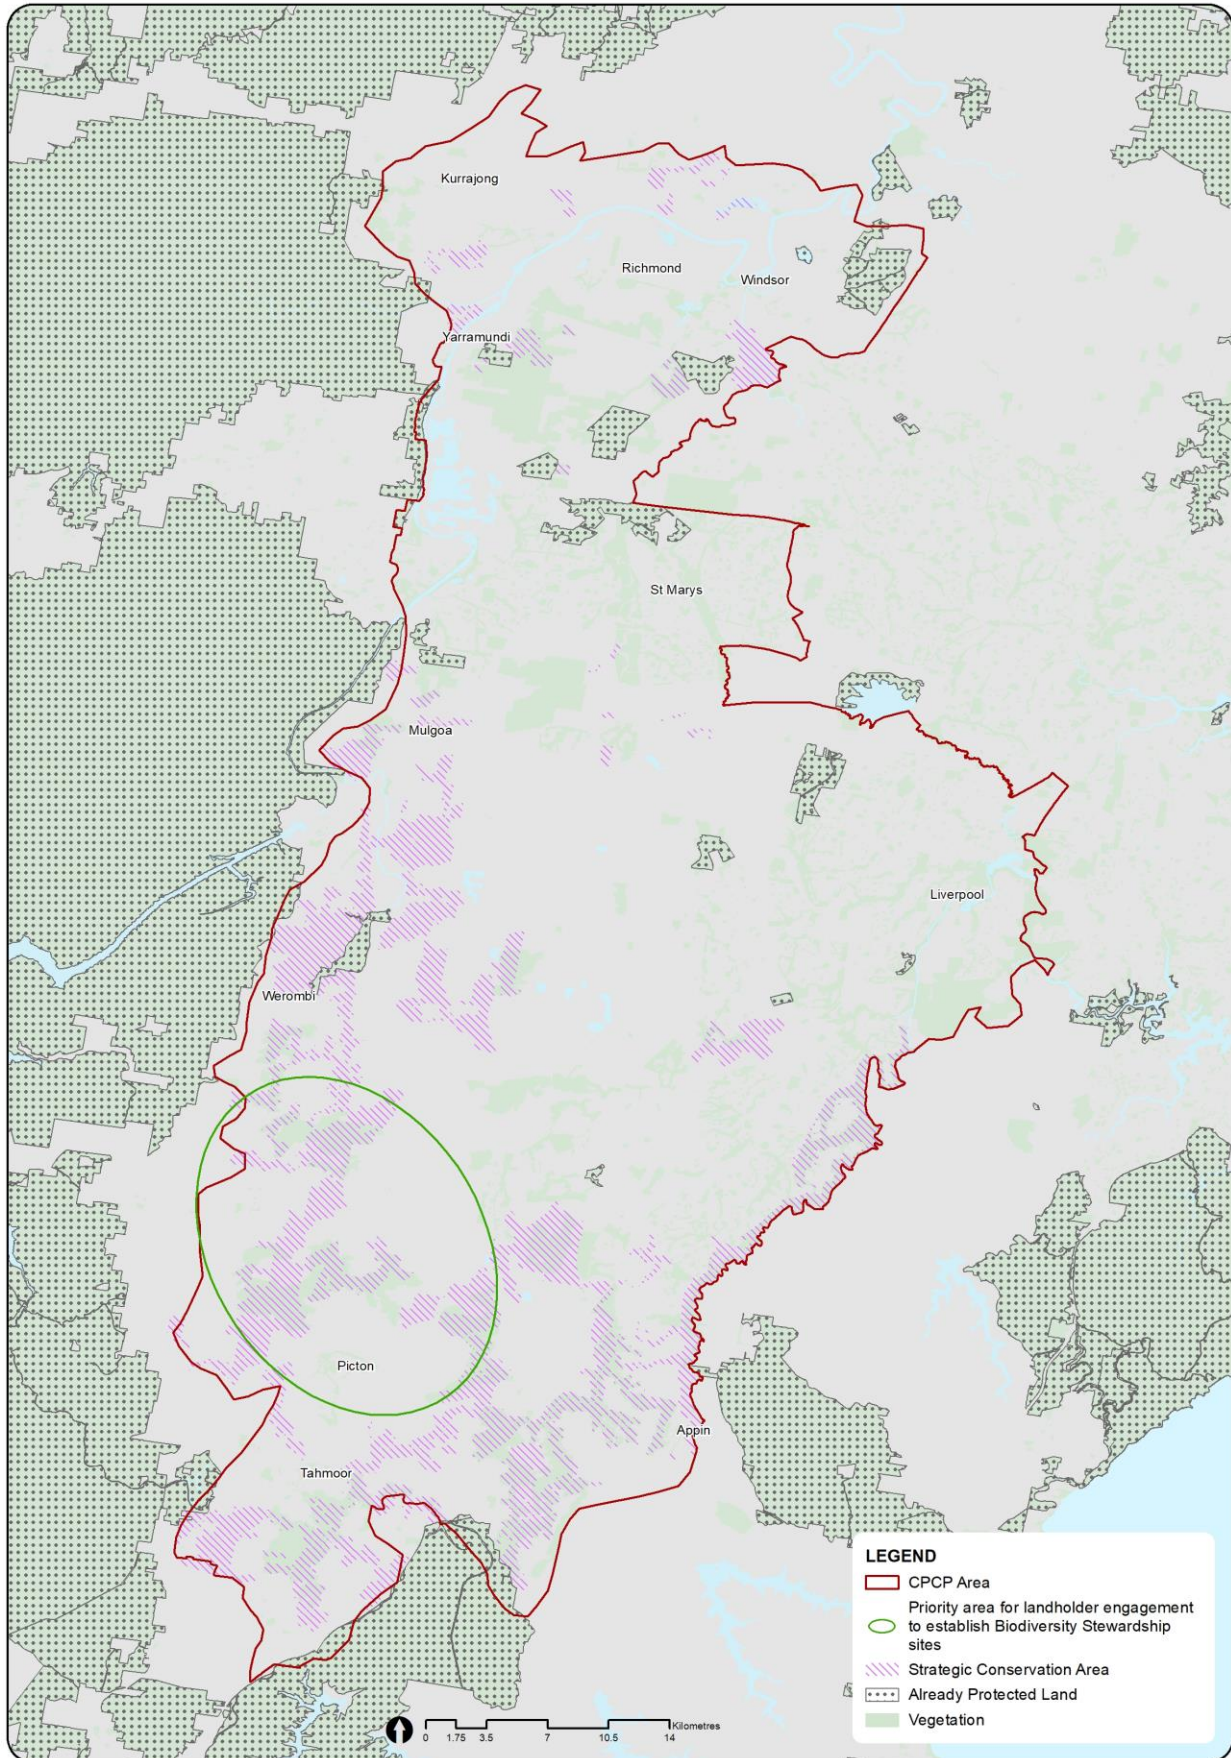 Kurrajong
Richmond
Windsor
Yarramundi
St Marys
Mulgoa
Liverpool
Werombi
Picton
Appin
Tahmoor
LEGEND
CPCP Area
Priority area for landholder engagement
to establish Biodiversity Stewardship
sites
Strategic Conservation Area
Already Protected Land
Vegetation
Kilometres
0 1.75 3.5 7 10.5 14